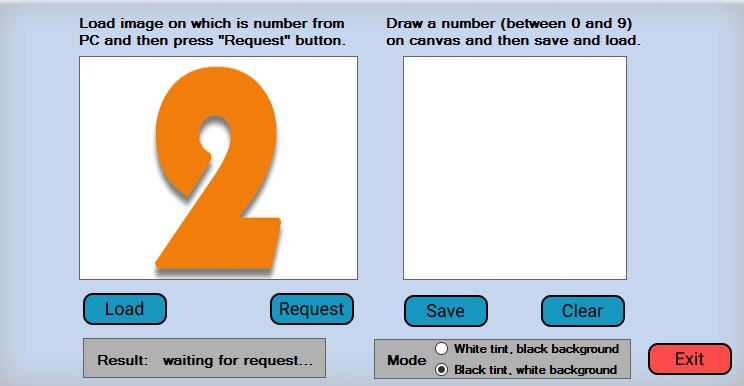 Load image on which is number from
PC and then press "Request" button.
Draw a number (between 0 and 9)
on canvas and then save and load.
2
Load
Request
Save
Clear
Result: waiting for request...
Mode
White tint, black background
Black tint, white background
Exit